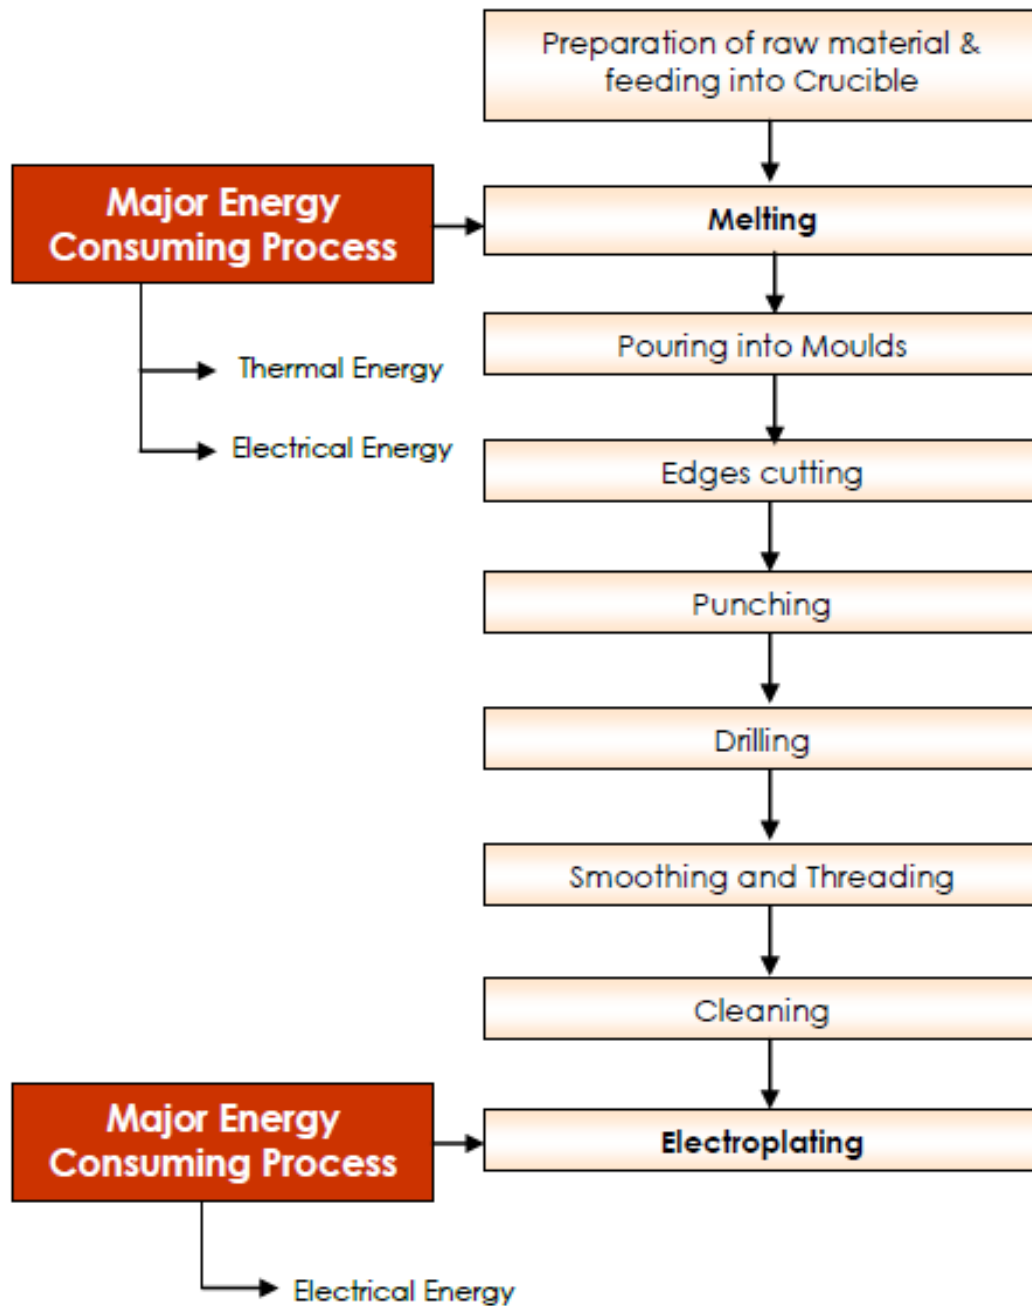 Preparation of raw material &
feeding into Crucible
Major Energy
Consuming Process
Melting
Thermal Energy
Electrical Energy
Pouring into Moulds
Edges cutting
Punching
Drilling
Smoothing and Threading
Cleaning
Major Energy
Consuming Process
Electroplating
Electrical Energy